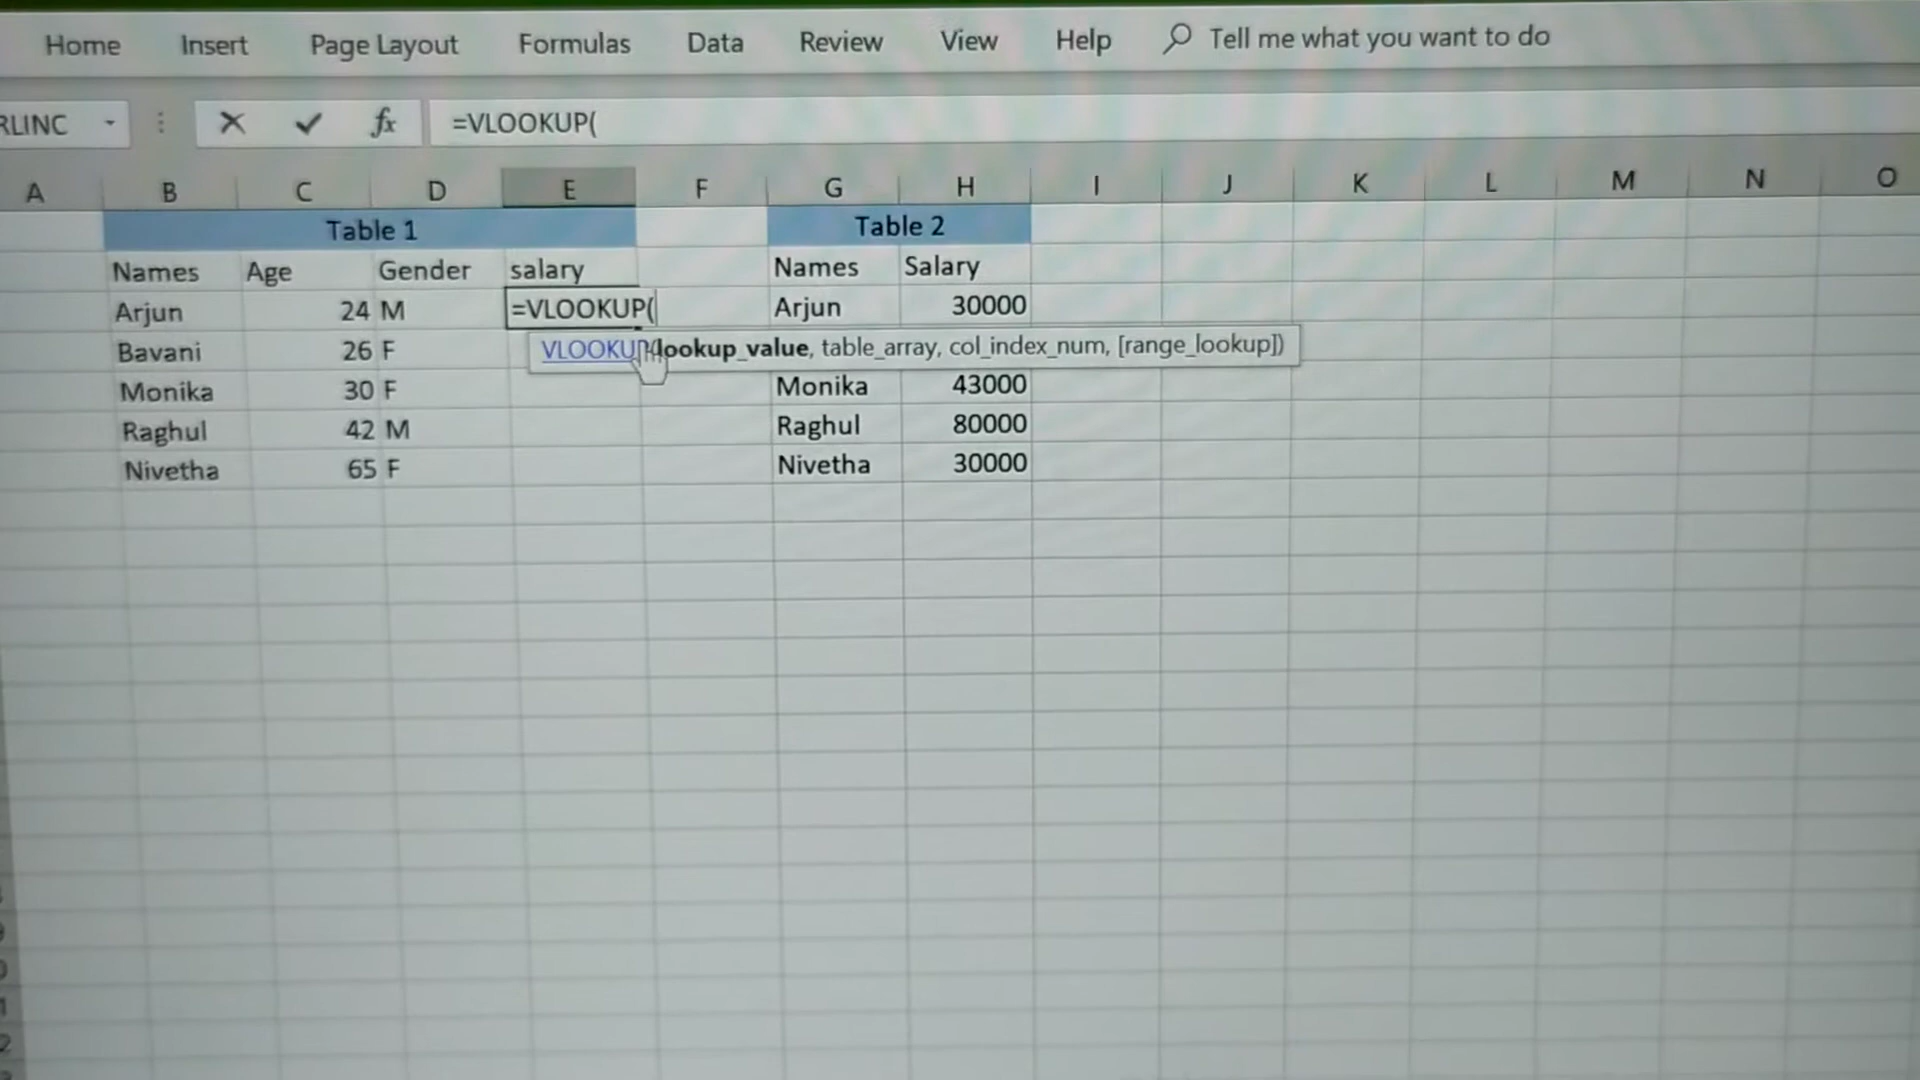 Home Insert Page Layout Formulas Data Review View Help Tell me what you want to do
RLINC fx =VLOOKUP(
A B C D E F G H I J K L M N O
Table 1 Table 2
Names Age Gender salary Names Salary
Arjun 24 M =VLOOKUP( Arjun 30000
Bavani 26 F VLOOKUP(lookup_value, table_array, col_index_num, [range_lookup])
Monika 30 F Monika 43000
Raghul 42 M Raghul 80000
Nivetha 65 F Nivetha 30000